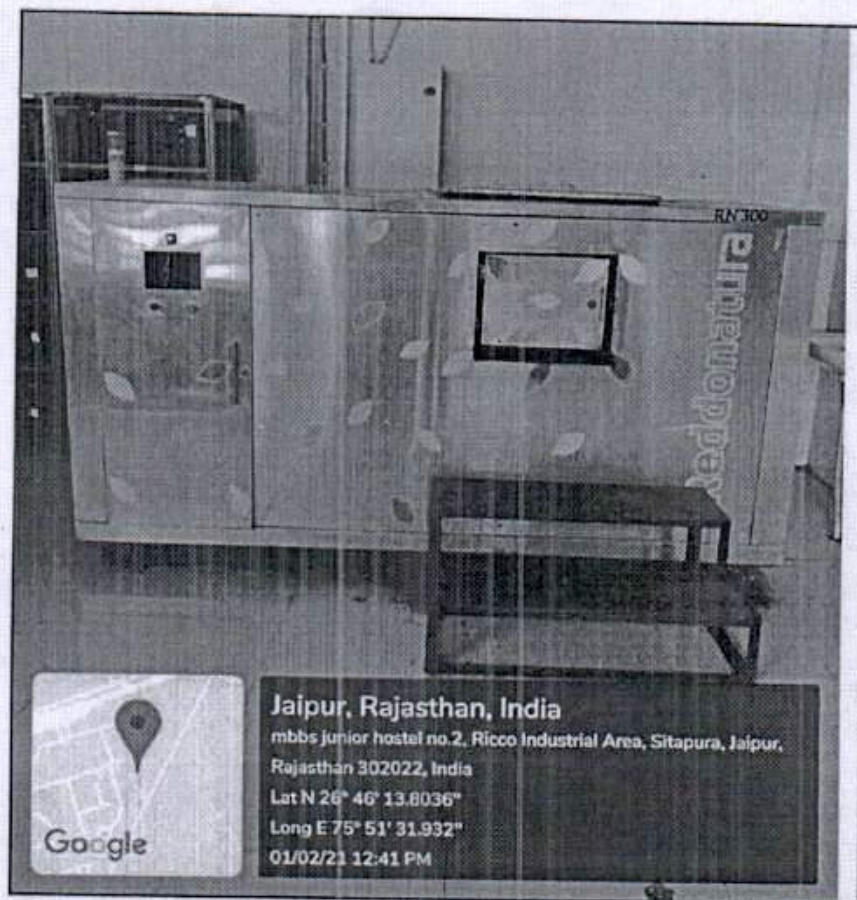 RN 300
Reddonatura
Jaipur, Rajasthan, India
mbbs junior hostel no.2, Ricco Industrial Area, Sitapura, Jaipur,
Rajasthan 302022, India
Lat N 26° 46' 13.8036"
Long E 75° 51' 31.932"
01/02/21 12:41 PM
Google